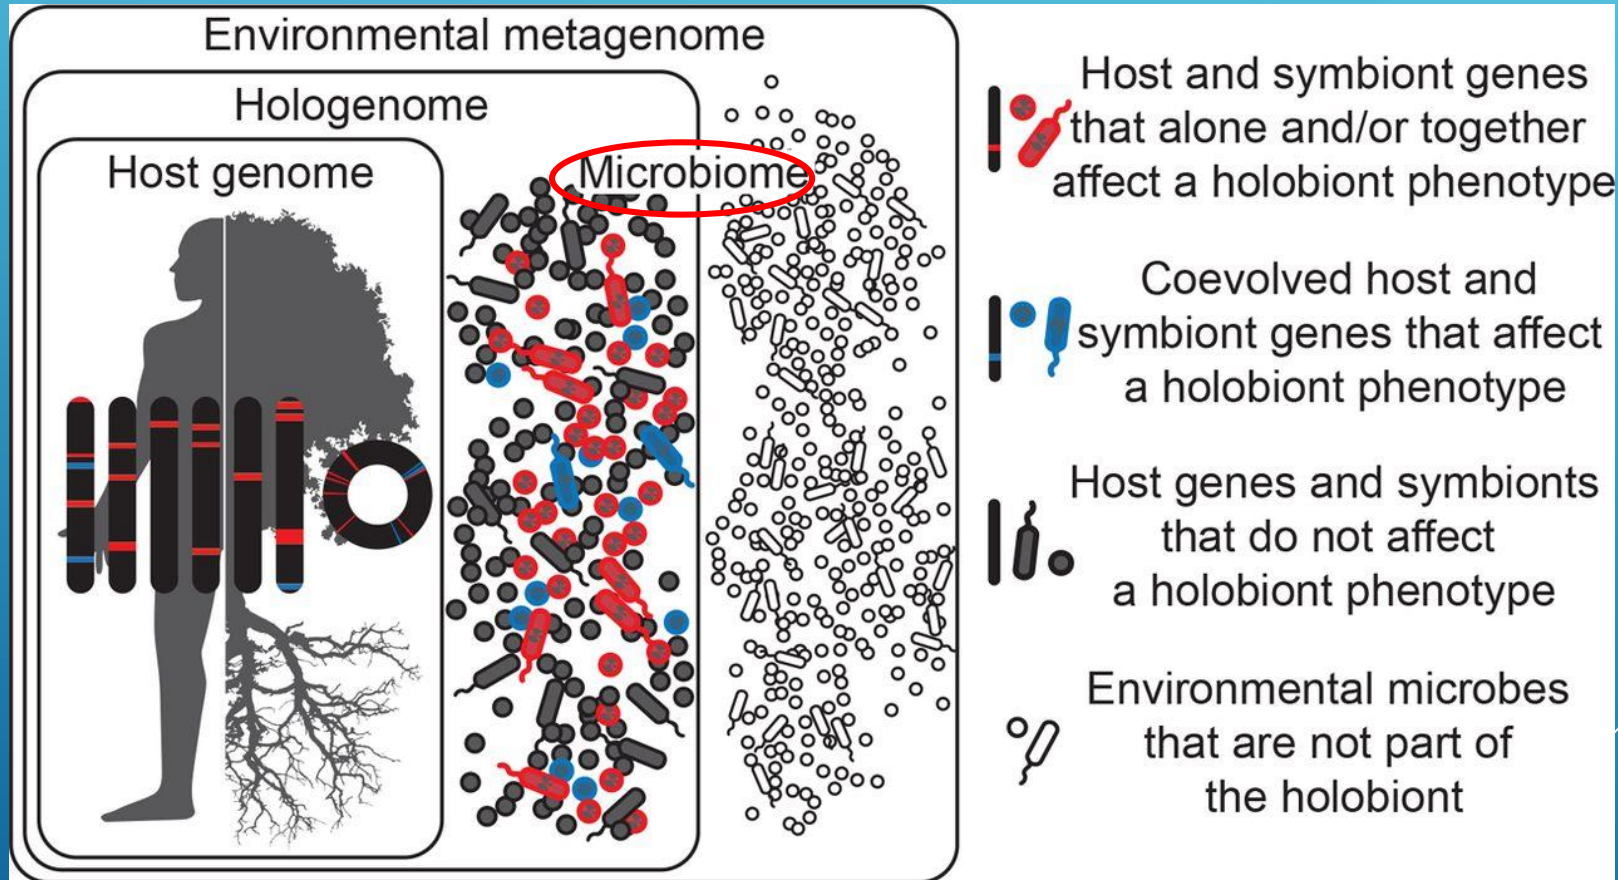 Environmental metagenome
Hologenome
Host genome
Microbiome
Host and symbiont genes
that alone and/or together
affect a holobiont phenotype
Coevolved host and
symbiont genes that affect
a holobiont phenotype
Host genes and symbionts
that do not affect
a holobiont phenotype
Environmental microbes
that are not part of
the holobiont